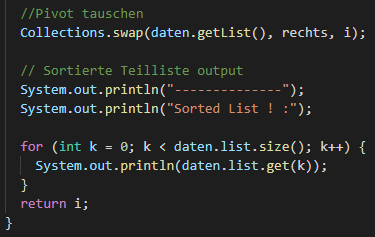 //Pivot tauschen
Collections.swap(daten.getList(), rechts, i);
// Sortierte Teilliste output
System.out.println("--------------");
System.out.println("Sorted List ! :");
for (int k = 0; k < daten.list.size(); k++) {
System.out.println(daten.list.get(k));
}
return i;
}